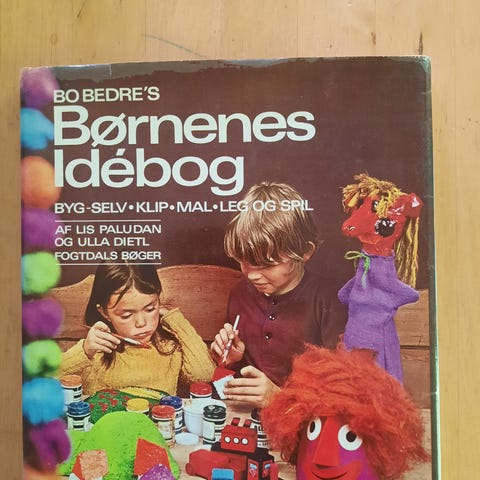 BO BEDRE'S
Børnenes
Idébog
BYG-SELV•KLIP•MAL•LEG OG SPIL
AF LIS PALUDAN
OG ULLA DIETL
FOGTDALS BØGER